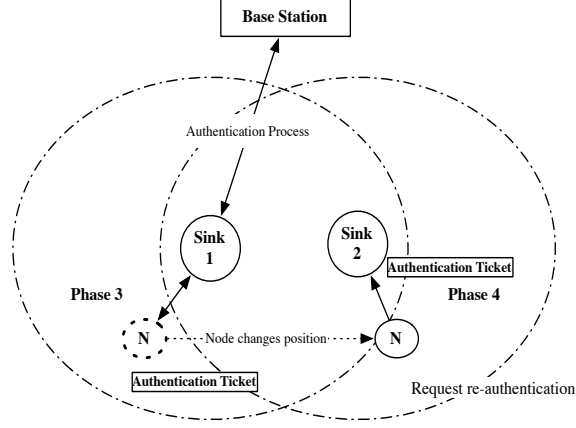 Base Station
Authentication Process
Sink
1
Sink
2
Authentication Ticket
Phase 3
Phase 4
N
Node changes position
N
Authentication Ticket
Request re-authentication